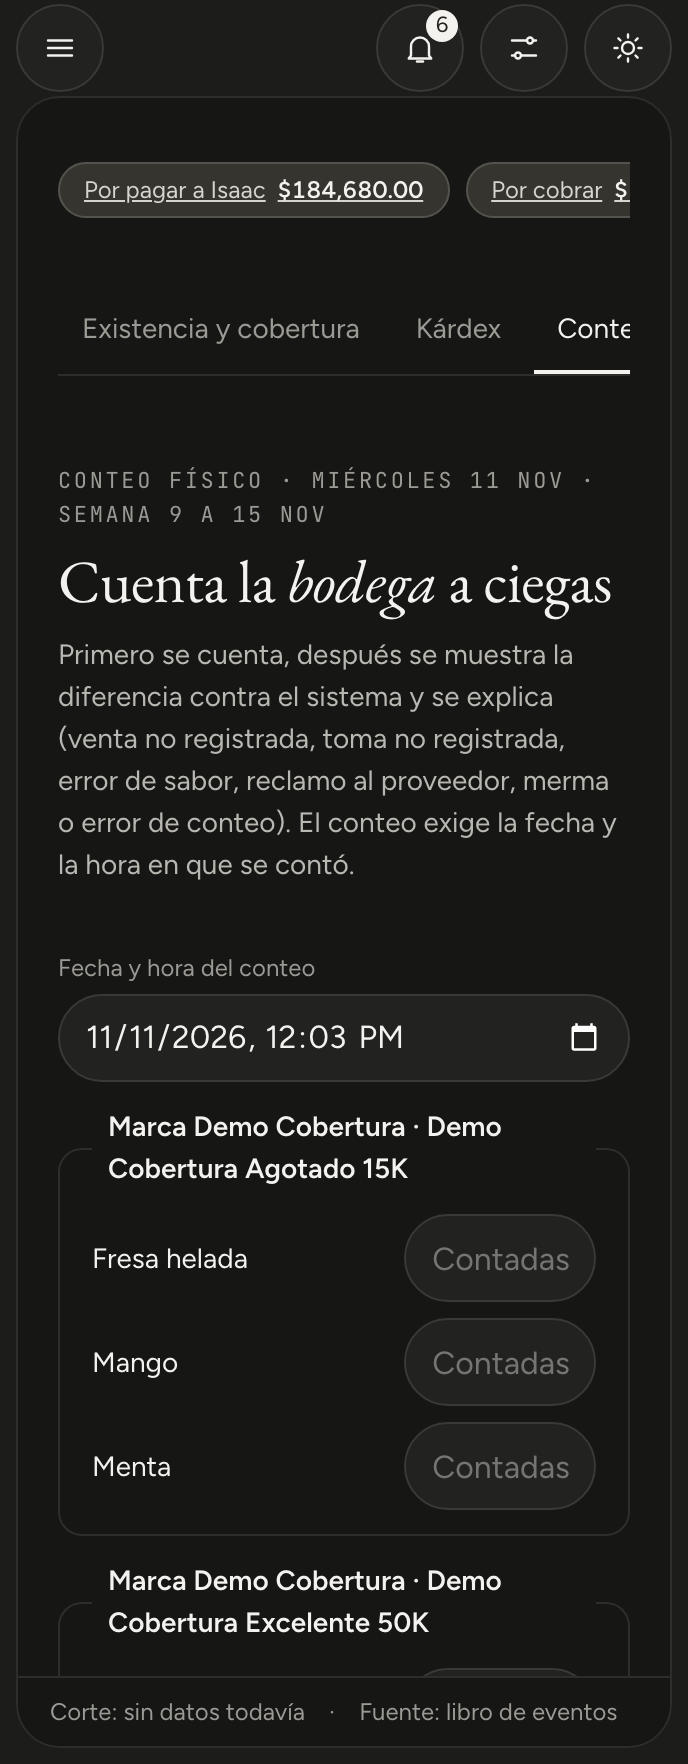 6
Por pagar a Isaac $184,680.00 Por cobrar $
Existencia y cobertura Kárdex Conte
CONTEO FÍSICO · MIÉRCOLES 11 NOV ·
SEMANA 9 A 15 NOV
Cuenta la bodega a ciegas
Primero se cuenta, después se muestra la
diferencia contra el sistema y se explica
(venta no registrada, toma no registrada,
error de sabor, reclamo al proveedor, merma
o error de conteo). El conteo exige la fecha y
la hora en que se contó.
Fecha y hora del conteo
11/11/2026, 12:03 PM
Marca Demo Cobertura · Demo
Cobertura Agotado 15K
Fresa helada Contadas
Mango Contadas
Menta Contadas
Marca Demo Cobertura · Demo
Cobertura Excelente 50K
Corte: sin datos todavía · Fuente: libro de eventos